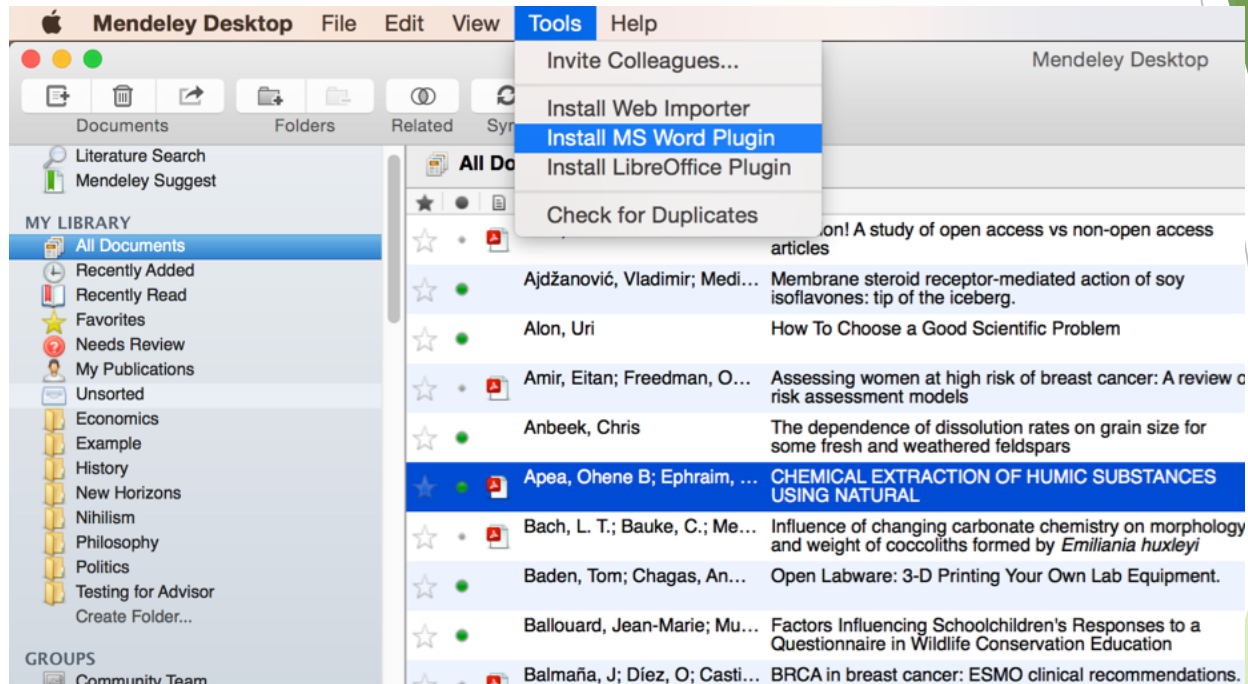 Mendeley Desktop File Edit View Tools Help
Mendeley Desktop
Invite Colleagues...
Install Web Importer
Install MS Word Plugin
Install LibreOffice Plugin
Check for Duplicates
Documents Folders Related
Literature Search
Mendeley Suggest
MY LIBRARY
All Documents
Recently Added
Recently Read
Favorites
Needs Review
My Publications
Unsorted
Economics
Example
History
New Horizons
Nihilism
Philosophy
Politics
Testing for Advisor
Create Folder...
GROUPS
Community Team
All
A study of open access vs non-open access
articles
Ajdžanović, Vladimir; Medi... Membrane steroid receptor-mediated action of soy
isoflavones: tip of the iceberg.
Alon, Uri How To Choose a Good Scientific Problem
Amir, Eitan; Freedman, O... Assessing women at high risk of breast cancer: A review
risk assessment models
Anbeek, Chris The dependence of dissolution rates on grain size for
some fresh and weathered feldspars
Apea, Ohene B; Ephraim, ... CHEMICAL EXTRACTION OF HUMIC SUBSTANCES
USING NATURAL
Bach, L. T.; Bauke, C.; Me... Influence of changing carbonate chemistry on morphology
and weight of coccoliths formed by Emiliania huxleyi
Baden, Tom; Chagas, An... Open Labware: 3-D Printing Your Own Lab Equipment.
Ballouard, Jean-Marie; Mu... Factors Influencing Schoolchildren's Responses to a
Questionnaire in Wildlife Conservation Education
Balmaña, J; Díez, O; Casti... BRCA in breast cancer: ESMO clinical recommendations.